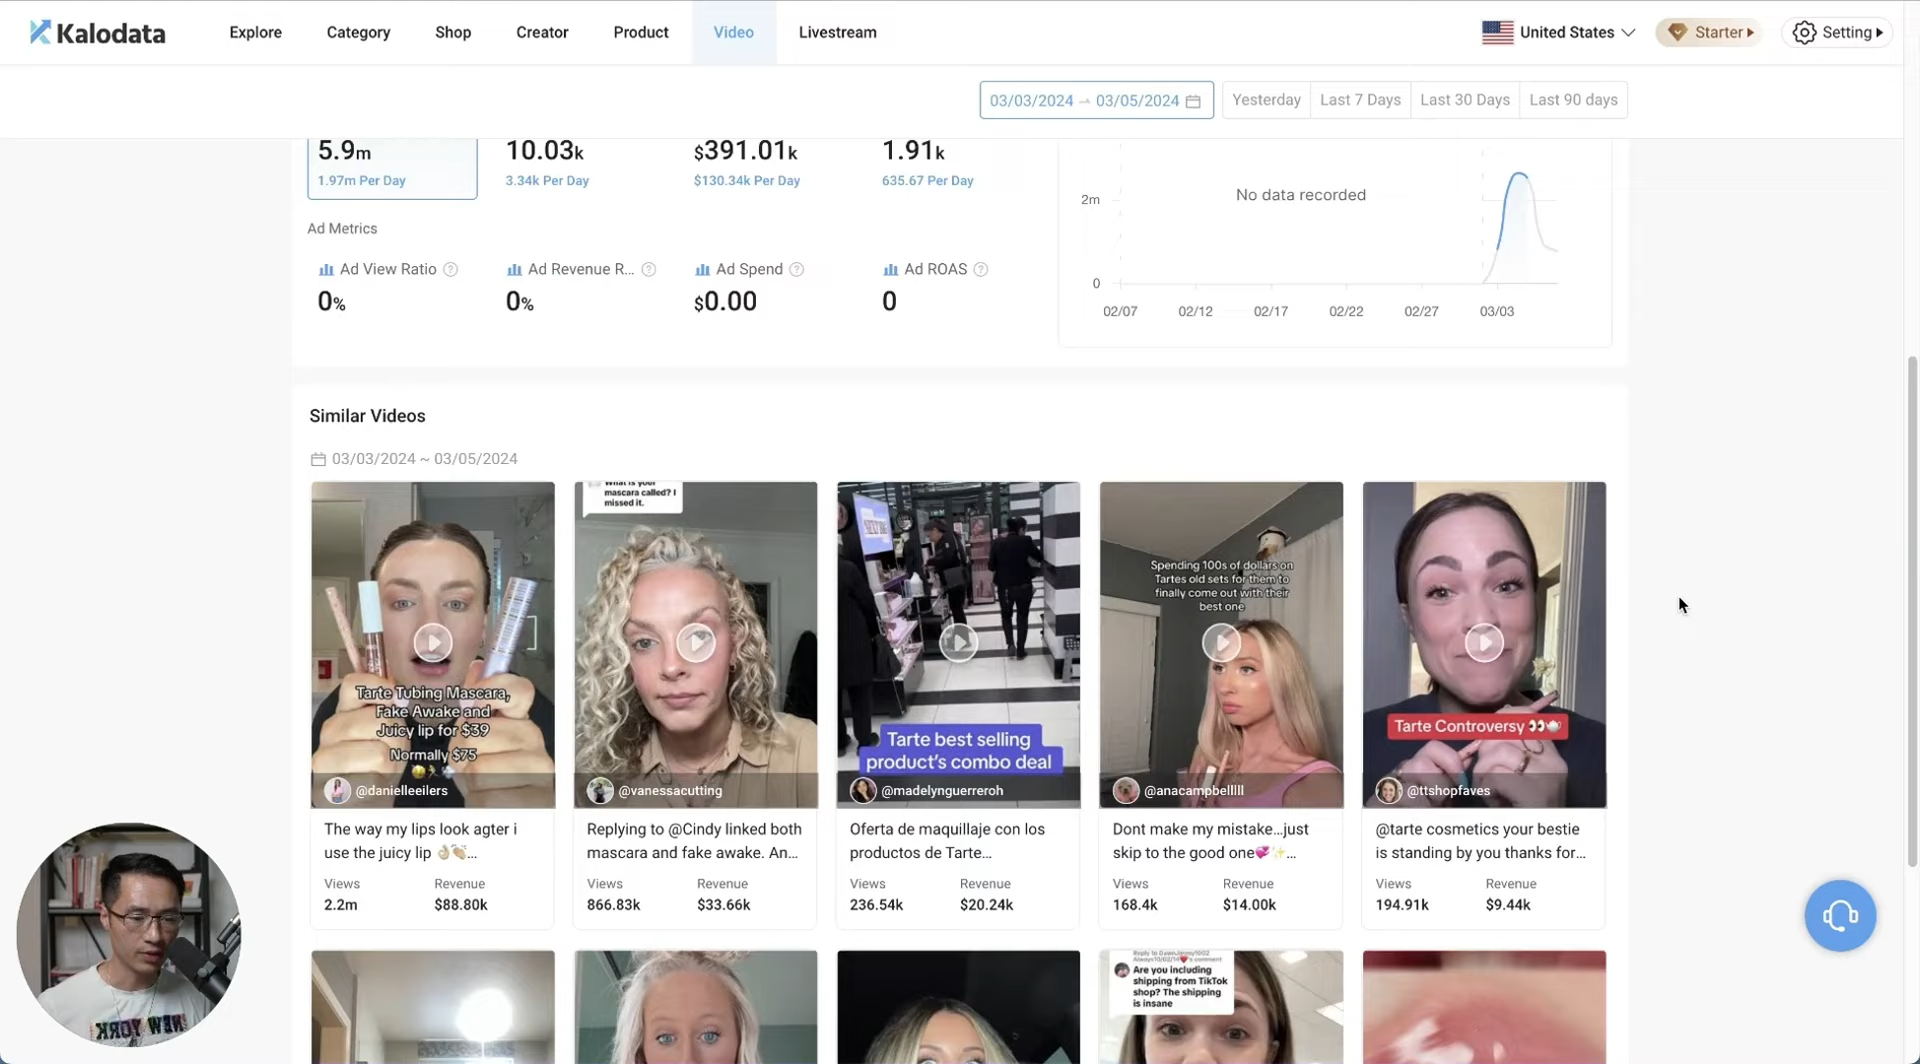 Kalodata
Explore
Category
Shop
Creator
Product
Video
Livestream
United States
Starter
Setting
03/03/2024 → 03/05/2024
Yesterday
Last 7 Days
Last 30 Days
Last 90 days
5.9m
10.03k
$391.01k
1.91k
1.97m Per Day
3.34k Per Day
$130.34k Per Day
635.67 Per Day
Ad Metrics
Ad View Ratio
Ad Revenue R...
Ad Spend
Ad ROAS
0%
0%
$0.00
0
2m
No data recorded
0
02/07
02/12
02/17
02/22
02/27
03/03
Similar Videos
03/03/2024 ~ 03/05/2024
Tarte Tubing Mascara,
Fake Awake and
Juicy lip for $39
Normally $75
@danielleeilers
The way my lips look agter i
use the juicy lip 👌🏼👏🏼...
Views
Revenue
2.2m
$88.80k
What is your
mascara called? I
missed it.
@vanessacutting
Replying to @Cindy linked both
mascara and fake awake. An...
Views
Revenue
866.83k
$33.66k
Tarte best selling
product's combo deal
@madelynguerreroh
Oferta de maquillaje con los
productos de Tarte...
Views
Revenue
236.54k
$20.24k
Spending 100s of dollars on
Tartes old sets for them to
finally come out with their
best one
@anacampbelllll
Dont make my mistake...just
skip to the good one💞✨...
Views
Revenue
168.4k
$14.00k
Tarte Controversy 👀🫖
@ttshopfaves
@tarte cosmetics your bestie
is standing by you thanks for...
Views
Revenue
194.91k
$9.44k
Are you including
shipping from TikTok
shop? The shipping
is insane
NEW YORK